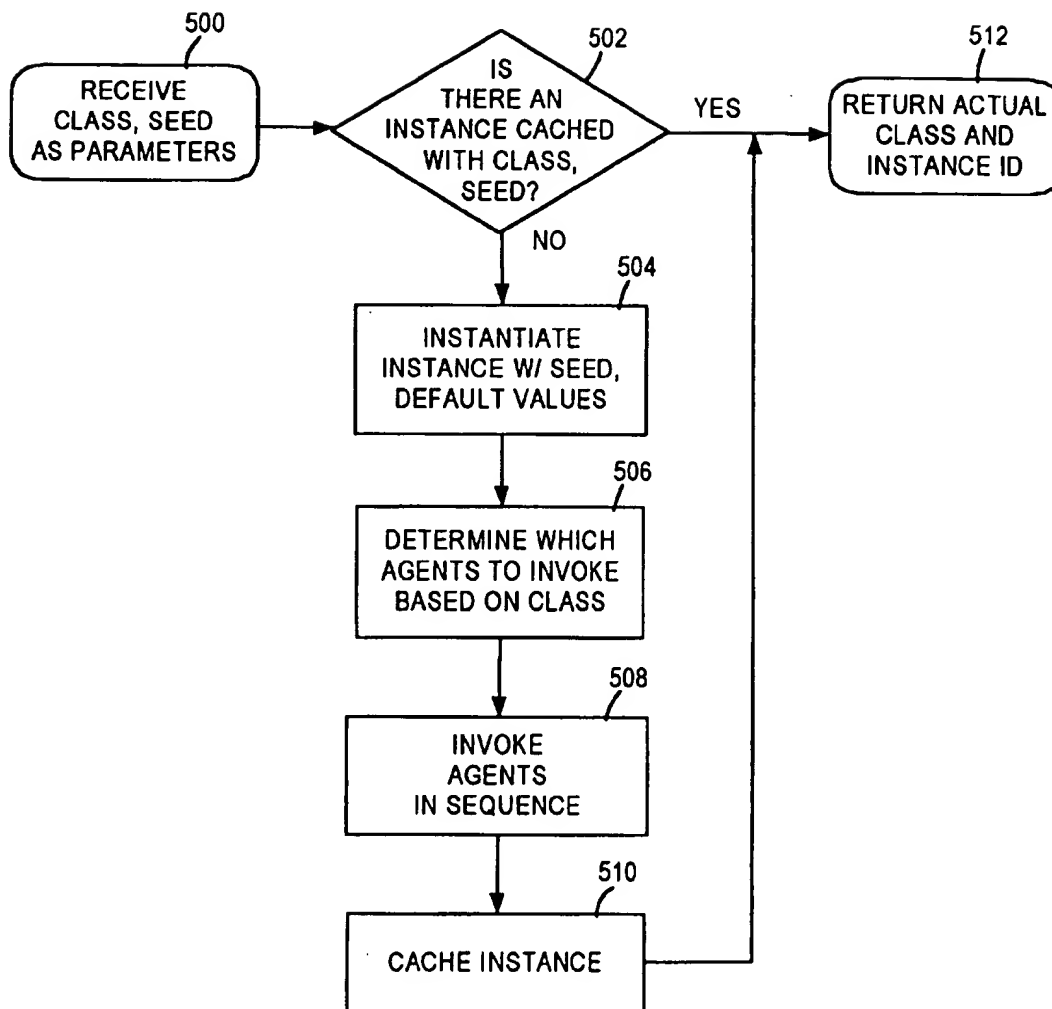 500
RECEIVE
CLASS, SEED
AS PARAMETERS
502
IS
THERE AN
INSTANCE CACHED
WITH CLASS,
SEED?
YES
512
RETURN ACTUAL
CLASS AND
INSTANCE ID
NO
504
INSTANTIATE
INSTANCE W/ SEED,
DEFAULT VALUES
506
DETERMINE WHICH
AGENTS TO INVOKE
BASED ON CLASS
508
INVOKE
AGENTS
IN SEQUENCE
510
CACHE INSTANCE